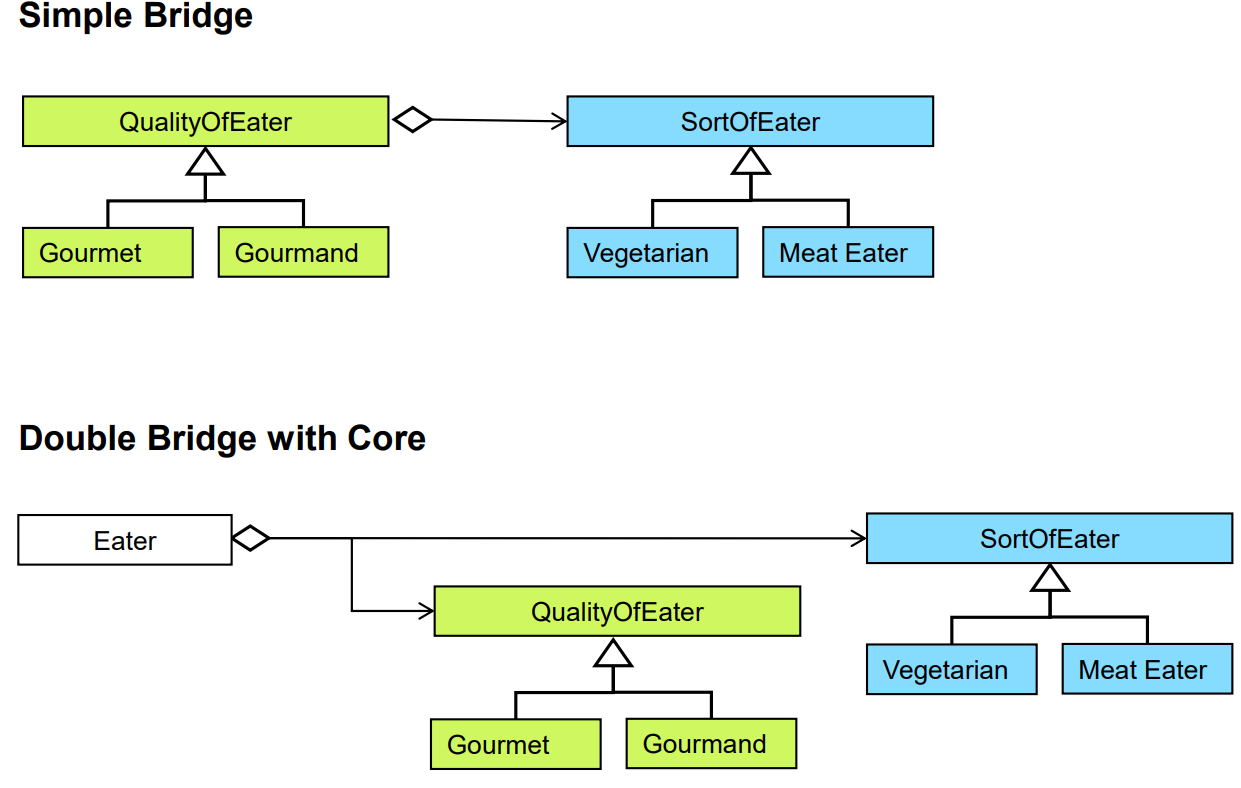 Simple Bridge
QualityOfEater
SortOfEater
Gourmet
Gourmand
Vegetarian
Meat Eater
Double Bridge with Core
Eater
SortOfEater
QualityOfEater
Vegetarian
Meat Eater
Gourmet
Gourmand